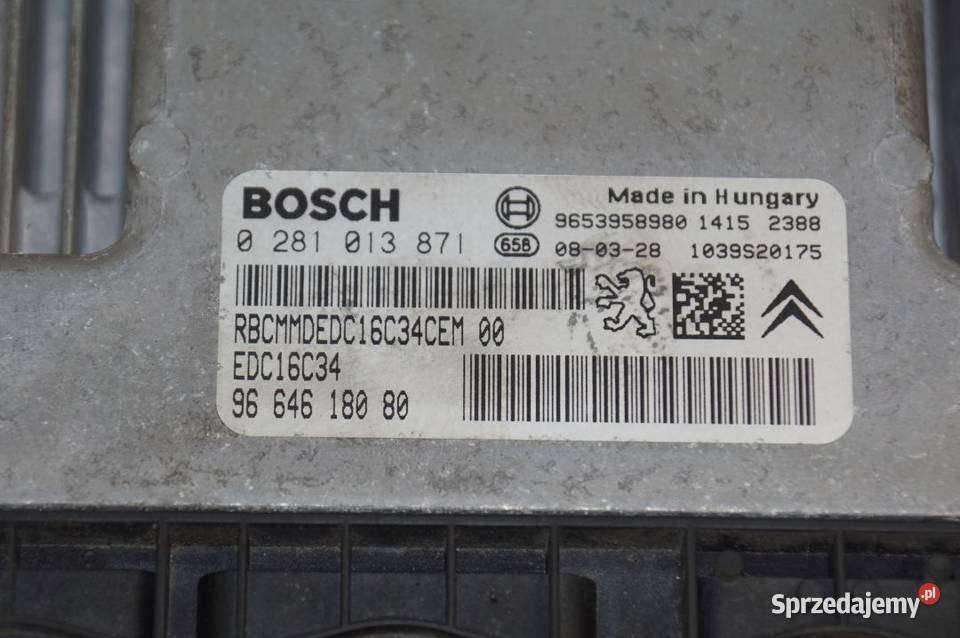 BOSCH
Made in Hungary
9653958980 1415 2388
0 281 013 871
658
08-03-28 1039S20175
RBCMMDEDC16C34CEM 00
EDC16C34
96 646 180 80
Sprzedajemy.pl